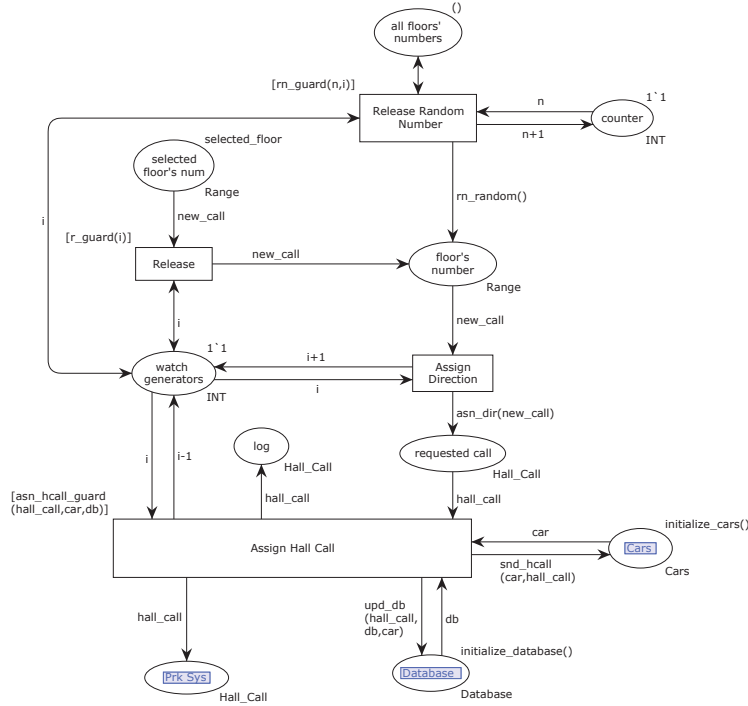 ()
all floors'
numbers
[rn_guard(n,i)]
Release Random
Number
n
n+1
1`1
counter
INT
selected_floor
selected
floor's num
Range
rn_random()
i
new_call
[r_guard(i)]
Release
new_call
floor's
number
Range
i
new_call
1`1
watch
generators
INT
i+1
i
Assign
Direction
asn_dir(new_call)
log
Hall_Call
requested call
Hall_Call
i
i-1
hall_call
hall_call
[asn_hcall_guard
(hall_call,car,db)]
Assign Hall Call
car
snd_hcall
(car,hall_call)
initialize_cars()
Cars
Cars
hall_call
upd_db
(hall_call,
db,car)
db
initialize_database()
Prk Sys
Hall_Call
Database
Database